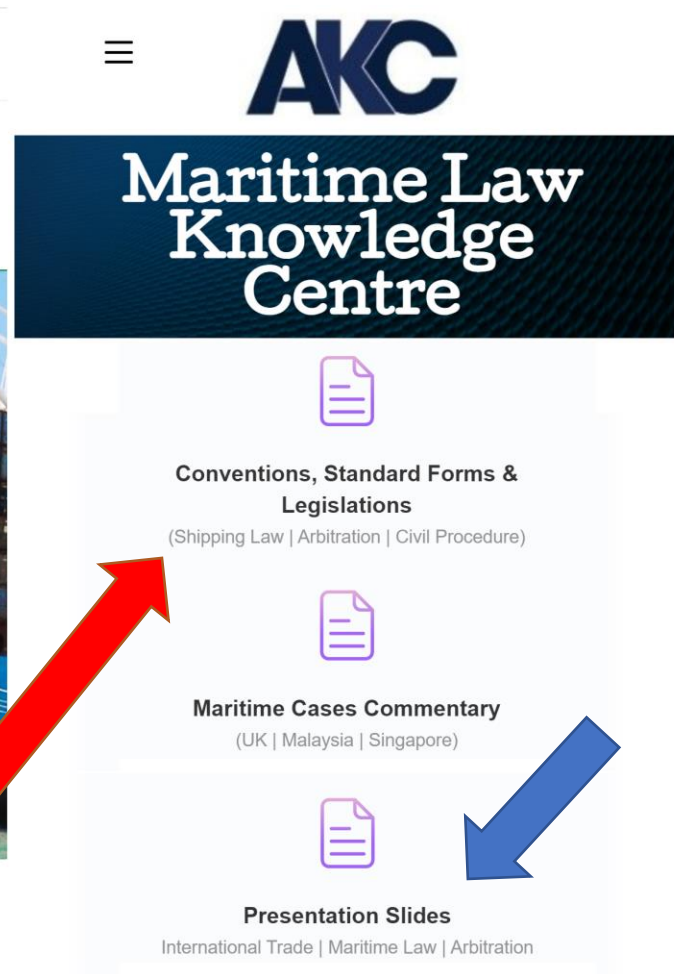 AKC
Maritime Law
Knowledge
Centre
Conventions, Standard Forms &
Legislations
(Shipping Law | Arbitration | Civil Procedure)
Maritime Cases Commentary
(UK | Malaysia | Singapore)
Presentation Slides
International Trade | Maritime Law | Arbitration